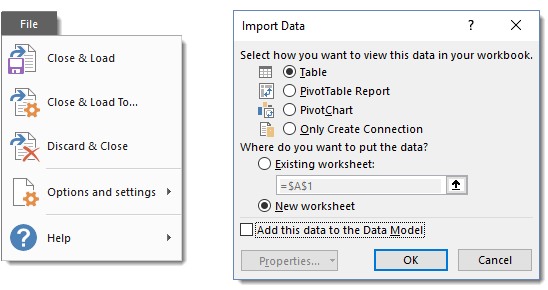 File
Close & Load
Close & Load To...
Discard & Close
Options and settings
Help
Import Data
?
Select how you want to view this data in your workbook.
Table
PivotTable Report
PivotChart
Only Create Connection
Where do you want to put the data?
Existing worksheet:
=$A$1
New worksheet
Add this data to the Data Model
Properties...
OK
Cancel